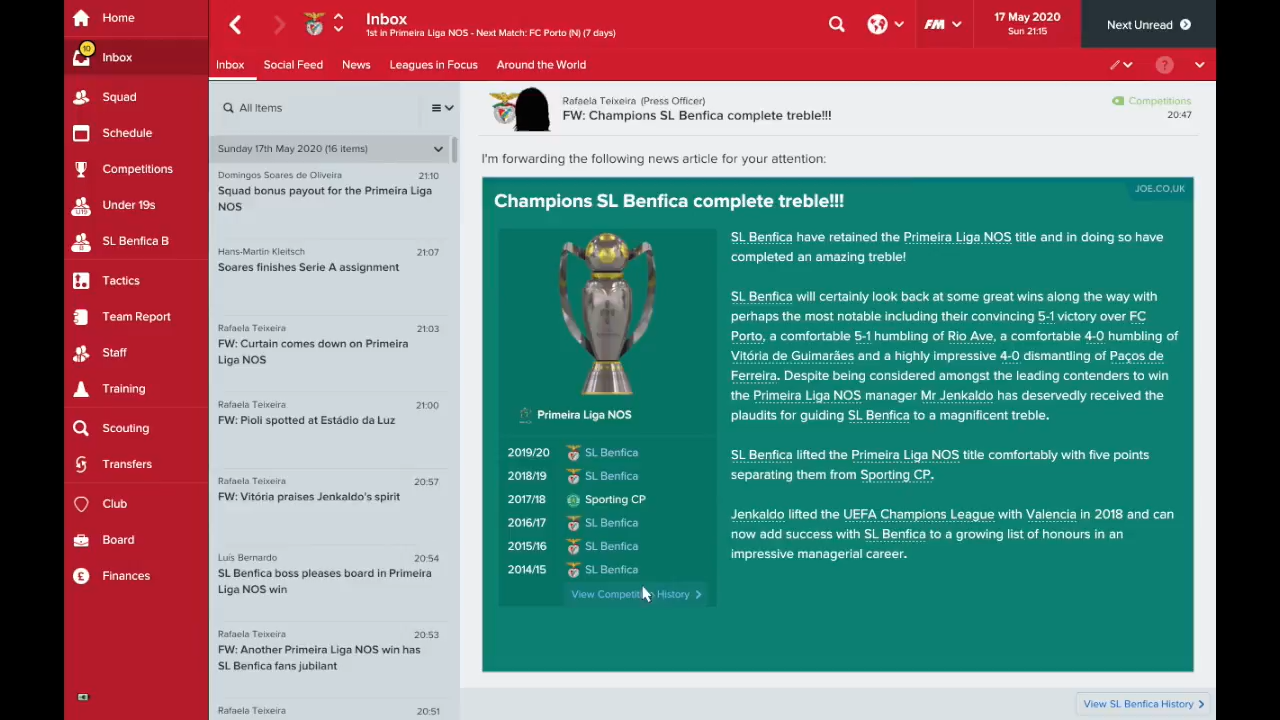 Home
Inbox
10
Squad
Schedule
Competitions
Under 19s
U19
SL Benfica B
B
Tactics
Team Report
Staff
Training
Scouting
Transfers
Club
Board
Finances
Inbox
1st in Primeira Liga NOS - Next Match: FC Porto (N) (7 days)
FM
17 May 2020
Sun 21:15
Next Unread
Inbox
Social Feed
News
Leagues in Focus
Around the World
?
All Items
Sunday 17th May 2020 (16 items)
Domingos Soares de Oliveira 21:10
Squad bonus payout for the Primeira Liga
NOS
Hans-Martin Kleitsch 21:07
Soares finishes Serie A assignment
Rafaela Teixeira 21:03
FW: Curtain comes down on Primeira
Liga NOS
Rafaela Teixeira 21:00
FW: Pioli spotted at Estádio da Luz
Rafaela Teixeira 20:57
FW: Vitória praises Jenkaldo's spirit
Luís Bernardo 20:54
SL Benfica boss pleases board in Primeira
Liga NOS win
Rafaela Teixeira 20:53
FW: Another Primeira Liga NOS win has
SL Benfica fans jubilant
Rafaela Teixeira 20:51
Rafaela Teixeira (Press Officer)
FW: Champions SL Benfica complete treble!!!
Competitions
20:47
I'm forwarding the following news article for your attention:
JOE.CO.UK
Champions SL Benfica complete treble!!!
Primeira Liga NOS
2019/20 SL Benfica
2018/19 SL Benfica
2017/18 Sporting CP
2016/17 SL Benfica
2015/16 SL Benfica
2014/15 SL Benfica
View Competition History
SL Benfica have retained the Primeira Liga NOS title and in doing so have
completed an amazing treble!
SL Benfica will certainly look back at some great wins along the way with
perhaps the most notable including their convincing 5-1 victory over FC
Porto, a comfortable 5-1 humbling of Rio Ave, a comfortable 4-0 humbling of
Vitória de Guimarães and a highly impressive 4-0 dismantling of Paços de
Ferreira. Despite being considered amongst the leading contenders to win
the Primeira Liga NOS manager Mr Jenkaldo has deservedly received the
plaudits for guiding SL Benfica to a magnificent treble.
SL Benfica lifted the Primeira Liga NOS title comfortably with five points
separating them from Sporting CP.
Jenkaldo lifted the UEFA Champions League with Valencia in 2018 and can
now add success with SL Benfica to a growing list of honours in an
impressive managerial career.
View SL Benfica History